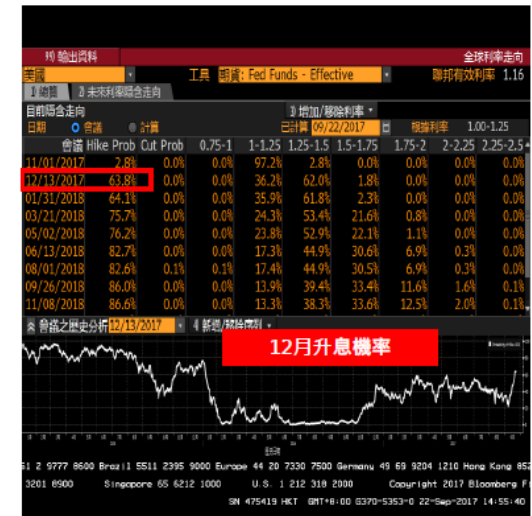 99) 輸出資料 全球利率走向
美國 工具 期貨: Fed Funds - Effective 聯邦有效利率 1.16
1) 總覽 2) 未來利率隱含走向
目前隱含走向 3) 增加/移除利率
日期 會議 計算 已計算 09/22/2017 根據利率 1.00-1.25
會議 Hike Prob Cut Prob 0.75-1 1-1.25 1.25-1.5 1.5-1.75 1.75-2 2-2.25 2.25-2.5
11/01/2017 2.8% 0.0% 0.0% 97.2% 2.8% 0.0% 0.0% 0.0% 0.0%
12/13/2017 63.8% 0.0% 0.0% 36.2% 62.0% 1.8% 0.0% 0.0% 0.0%
01/31/2018 64.1% 0.0% 0.0% 35.9% 61.8% 2.3% 0.0% 0.0% 0.0%
03/21/2018 75.7% 0.0% 0.0% 24.3% 53.4% 21.6% 0.8% 0.0% 0.0%
05/02/2018 76.2% 0.0% 0.0% 23.8% 52.9% 22.1% 1.1% 0.0% 0.0%
06/13/2018 82.7% 0.0% 0.0% 17.3% 44.9% 30.6% 6.9% 0.3% 0.0%
08/01/2018 82.6% 0.1% 0.1% 17.4% 44.9% 30.5% 6.9% 0.3% 0.0%
09/26/2018 86.0% 0.0% 0.0% 13.9% 39.4% 33.4% 11.6% 1.6% 0.1%
11/08/2018 86.6% 0.0% 0.0% 13.3% 38.3% 33.6% 12.5% 2.0% 0.1%
會議之歷史分析 12/13/2017 4) 新增/移除序列
12月升息機率
61 2 9777 8600 Brazil 5511 2395 9000 Europe 44 20 7330 7500 Germany 49 69 9204 1210 Hong Kong 852
3201 8900 Singapore 65 6212 1000 U.S. 1 212 318 2000 Copyright 2017 Bloomberg Fi
SN 475419 HKT GMT+8:00 G370-5353-0 22-Sep-2017 14:55:40